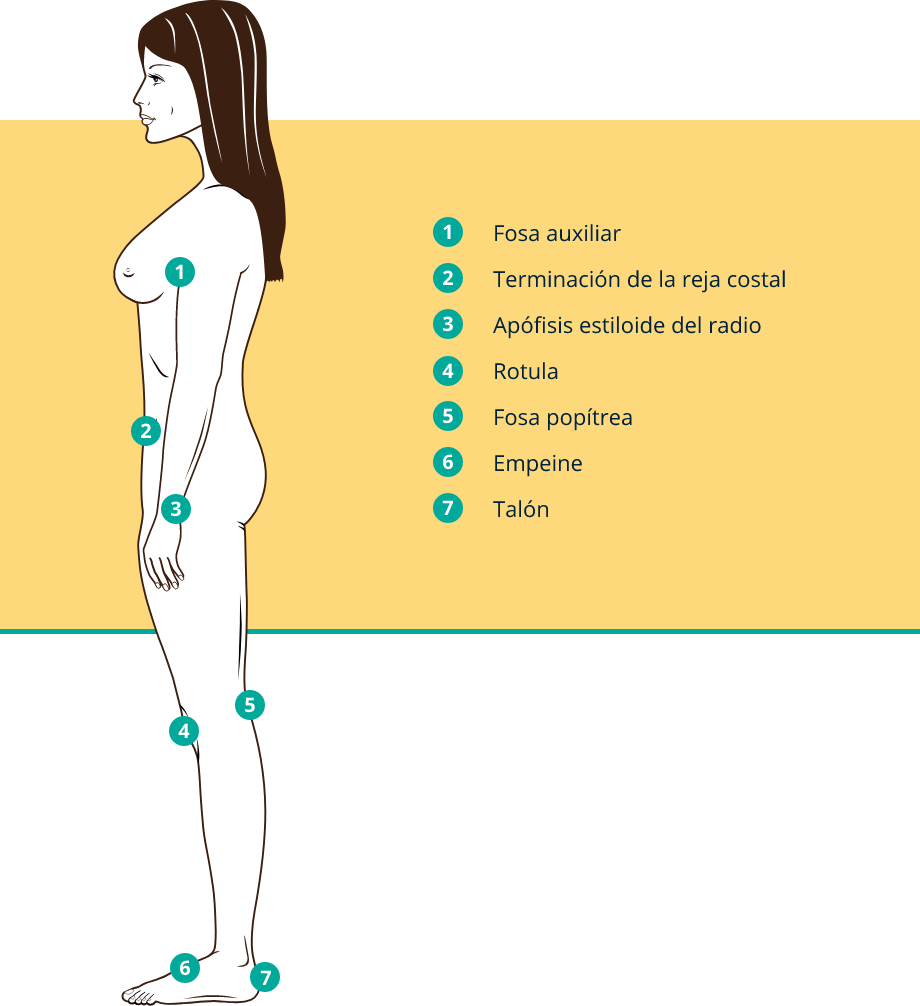 1 Fosa auxiliar
2 Terminación de la reja costal
3 Apófisis estiloide del radio
4 Rotula
5 Fosa popítrea
6 Empeine
7 Talón
1
2
3
5
4
6
7